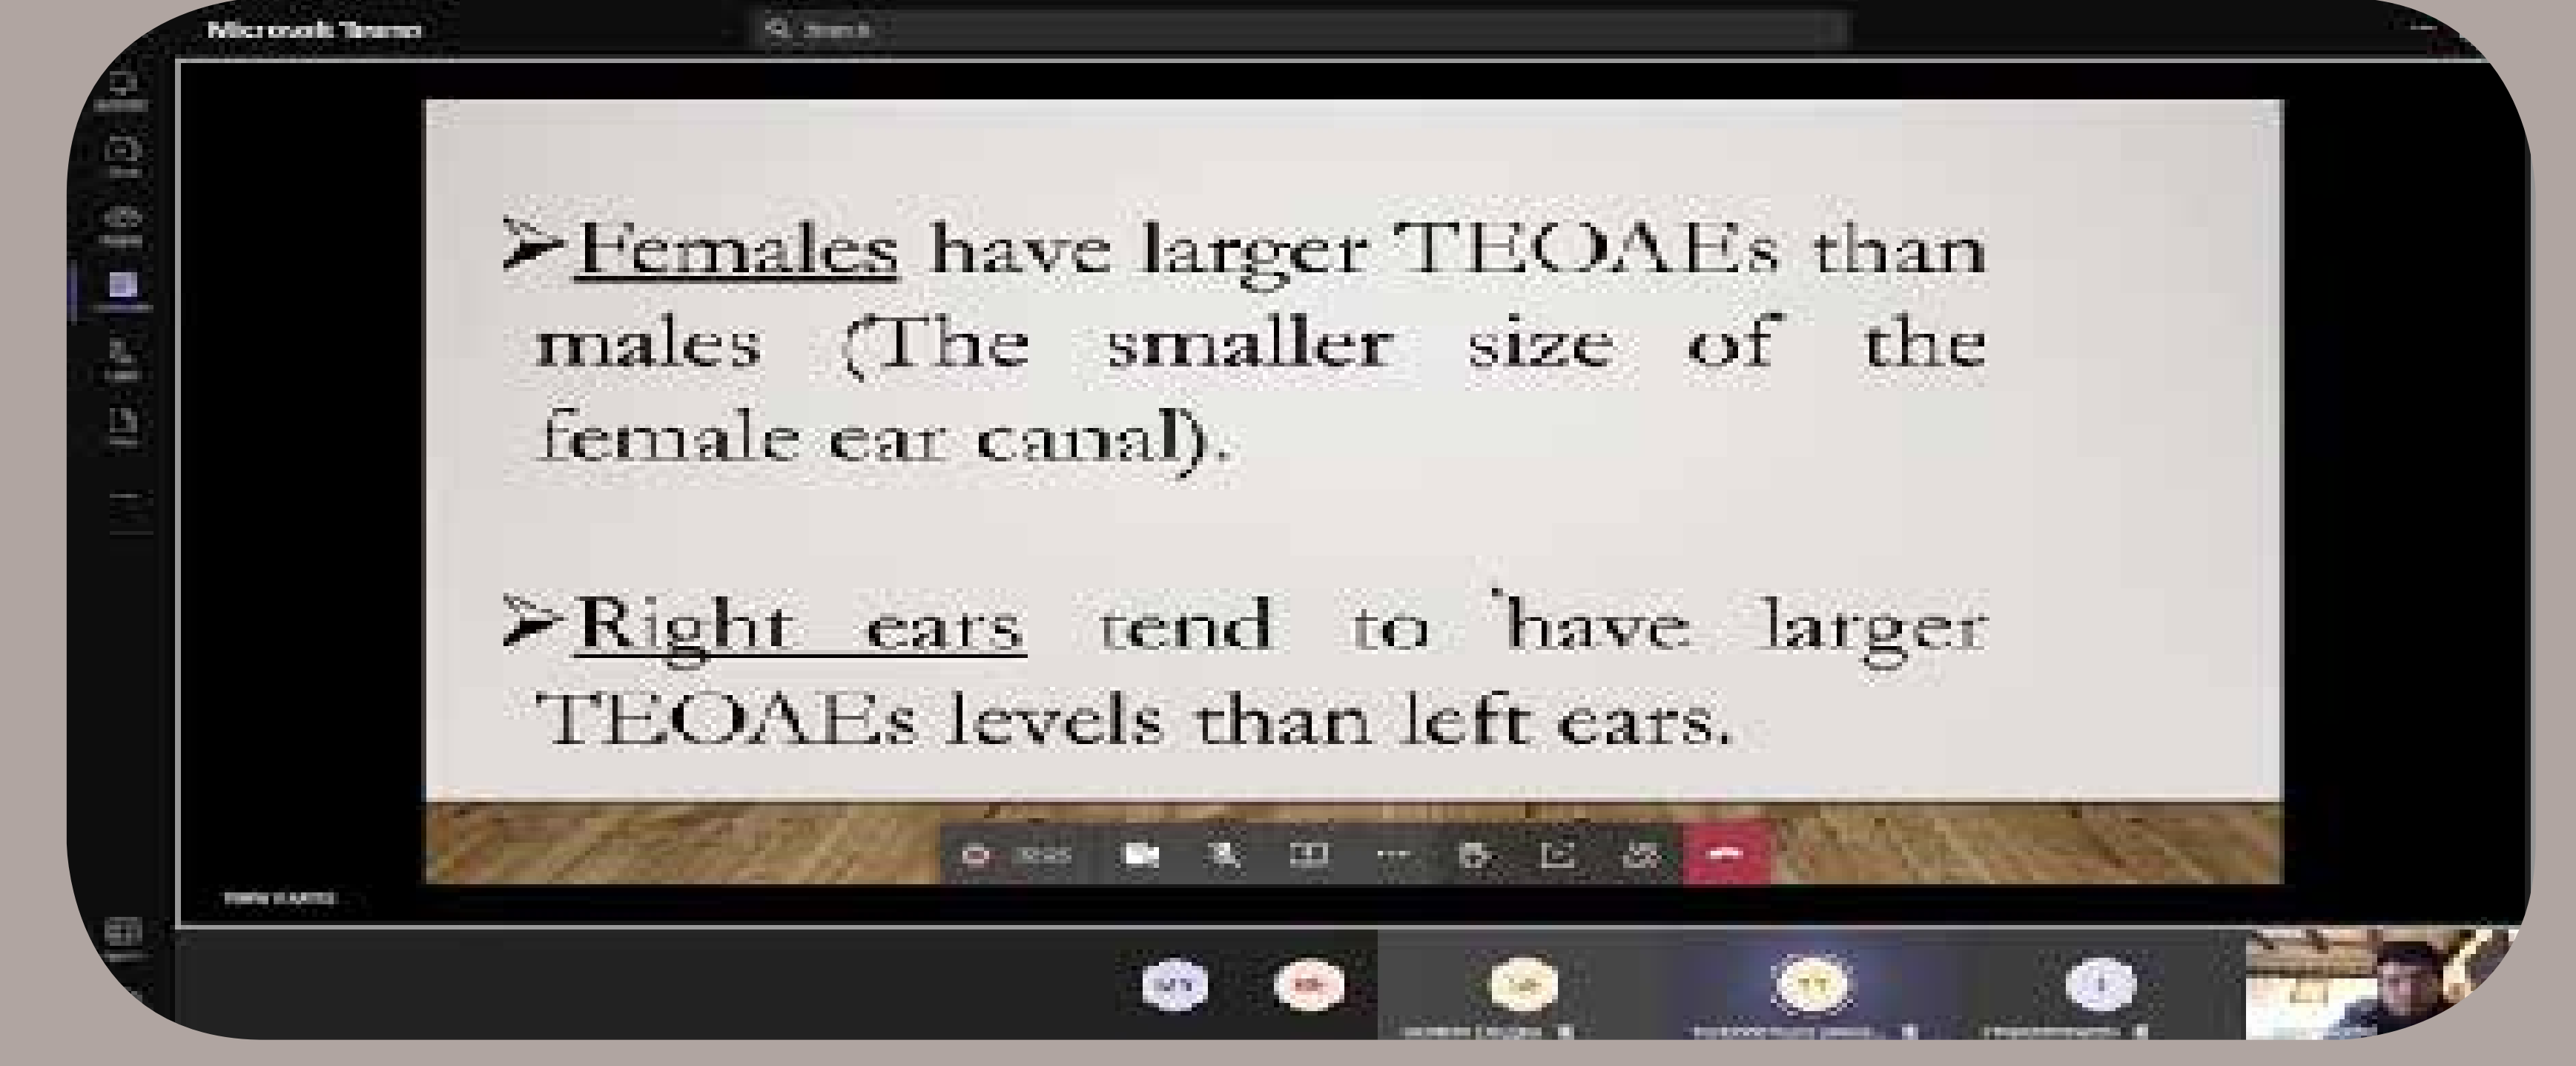 Microsoft Teams
Search
➢Females have larger TEOAEs than
males (The smaller size of the
female ear canal).
➢Right ears tend to have larger
TEOAEs levels than left ears.